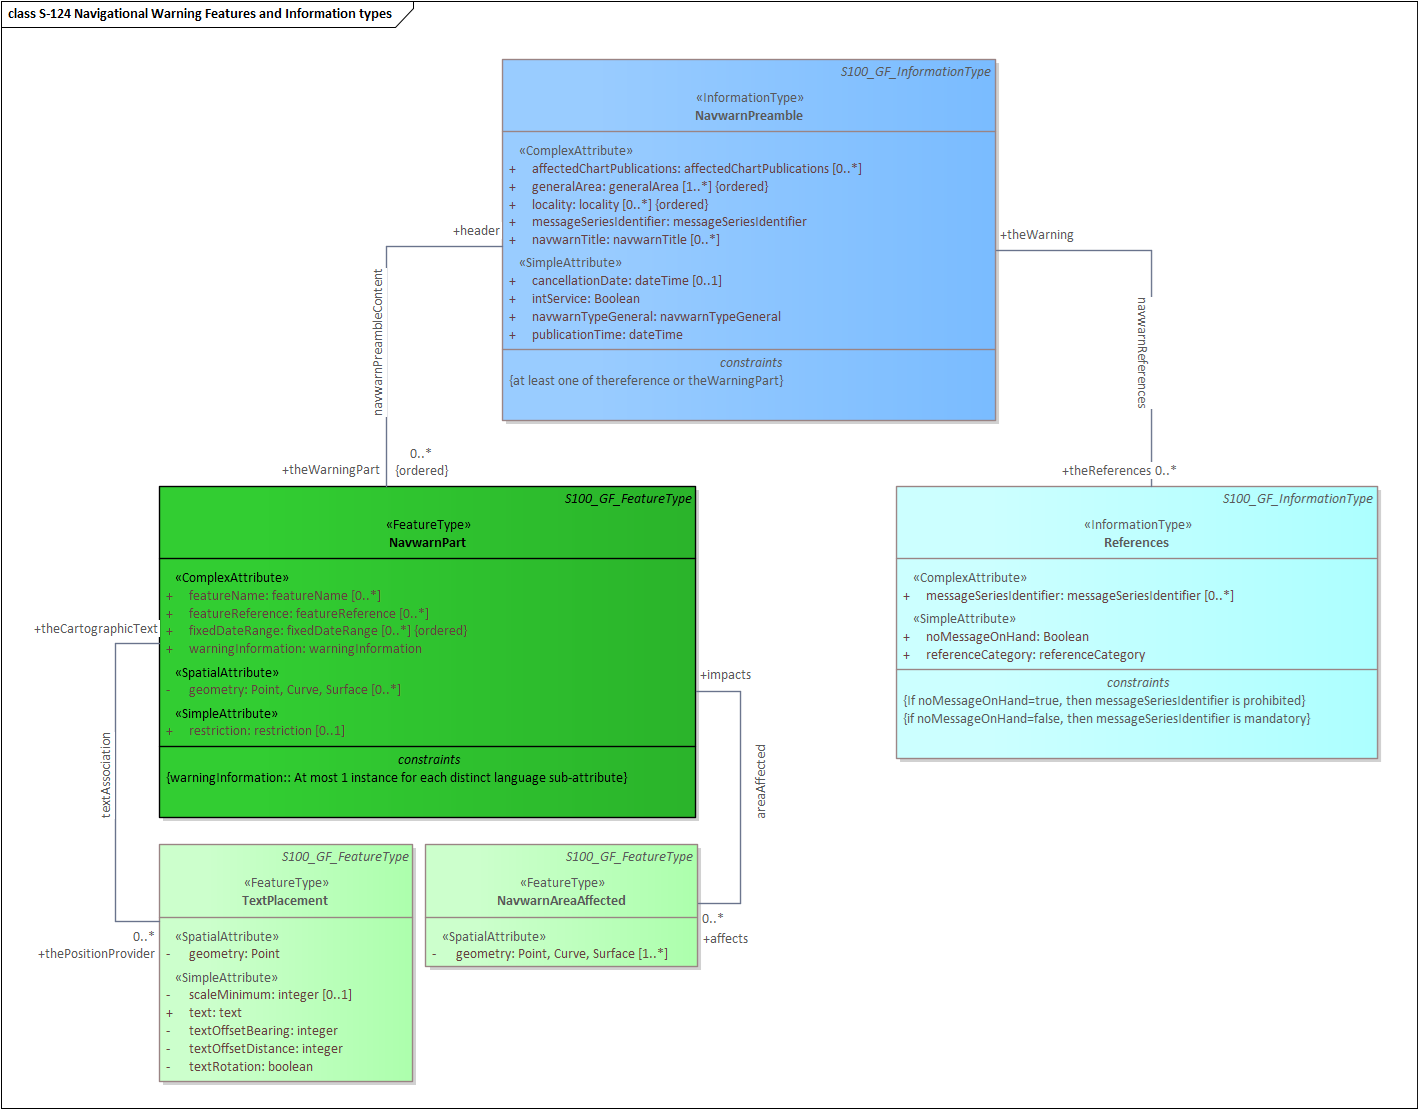 class S-124 Navigational Warning Features and Information types
S100_GF_InformationType
«InformationType»
NavwarnPreamble
«ComplexAttribute»
+ affectedChartPublications: affectedChartPublications [0..*]
+ generalArea: generalArea [1..*] {ordered}
+ locality: locality [0..*] {ordered}
+ messageSeriesIdentifier: messageSeriesIdentifier
+ navwarnTitle: navwarnTitle [0..*]
«SimpleAttribute»
+ cancellationDate: dateTime [0..1]
+ intService: Boolean
+ navwarnTypeGeneral: navwarnTypeGeneral
+ publicationTime: dateTime
constraints
{at least one of thereference or theWarningPart}
+header
+theWarning
navwarnPreambleContent
navwarnReferences
0..*
+theWarningPart {ordered}
+theReferences 0..*
S100_GF_FeatureType
«FeatureType»
NavwarnPart
«ComplexAttribute»
+ featureName: featureName [0..*]
+ featureReference: featureReference [0..*]
+ fixedDateRange: fixedDateRange [0..*] {ordered}
+ warningInformation: warningInformation
«SpatialAttribute»
- geometry: Point, Curve, Surface [0..*]
«SimpleAttribute»
+ restriction: restriction [0..1]
constraints
{warningInformation:: At most 1 instance for each distinct language sub-attribute}
S100_GF_InformationType
«InformationType»
References
«ComplexAttribute»
+ messageSeriesIdentifier: messageSeriesIdentifier [0..*]
«SimpleAttribute»
+ noMessageOnHand: Boolean
+ referenceCategory: referenceCategory
constraints
{If noMessageOnHand=true, then messageSeriesIdentifier is prohibited}
{if noMessageOnHand=false, then messageSeriesIdentifier is mandatory}
+theCartographicText
textAssociation
0..*
+thePositionProvider
+impacts
areaAffected
0..*
+affects
S100_GF_FeatureType
«FeatureType»
TextPlacement
«SpatialAttribute»
- geometry: Point
«SimpleAttribute»
- scaleMinimum: integer [0..1]
+ text: text
- textOffsetBearing: integer
- textOffsetDistance: integer
- textRotation: boolean
S100_GF_FeatureType
«FeatureType»
NavwarnAreaAffected
«SpatialAttribute»
- geometry: Point, Curve, Surface [1..*]